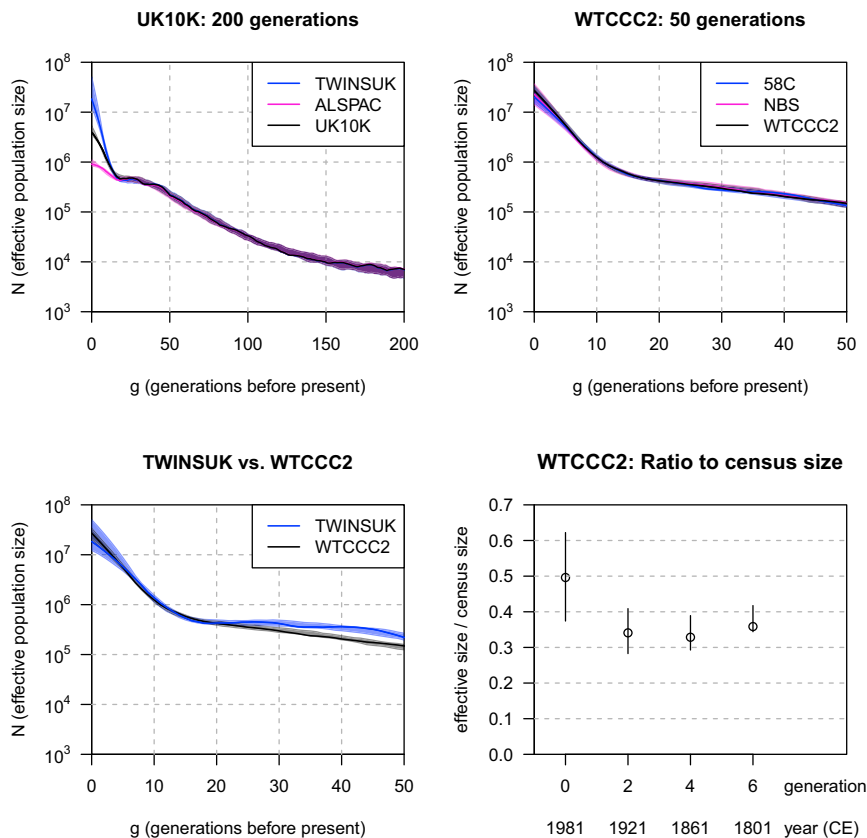 UK10K: 200 generations
N (effective population size)
10^8
10^7
10^6
10^5
10^4
10^3
TWINSUK
ALSPAC
UK10K
0 50 100 150 200
g (generations before present)
WTCCC2: 50 generations
N (effective population size)
10^8
10^7
10^6
10^5
10^4
10^3
58C
NBS
WTCCC2
0 10 20 30 40 50
g (generations before present)
TWINSUK vs. WTCCC2
N (effective population size)
10^8
10^7
10^6
10^5
10^4
10^3
TWINSUK
WTCCC2
0 10 20 30 40 50
g (generations before present)
WTCCC2: Ratio to census size
effective size / census size
0.7
0.6
0.5
0.4
0.3
0.2
0.1
0.0
0 2 4 6 generation
1981 1921 1861 1801 year (CE)